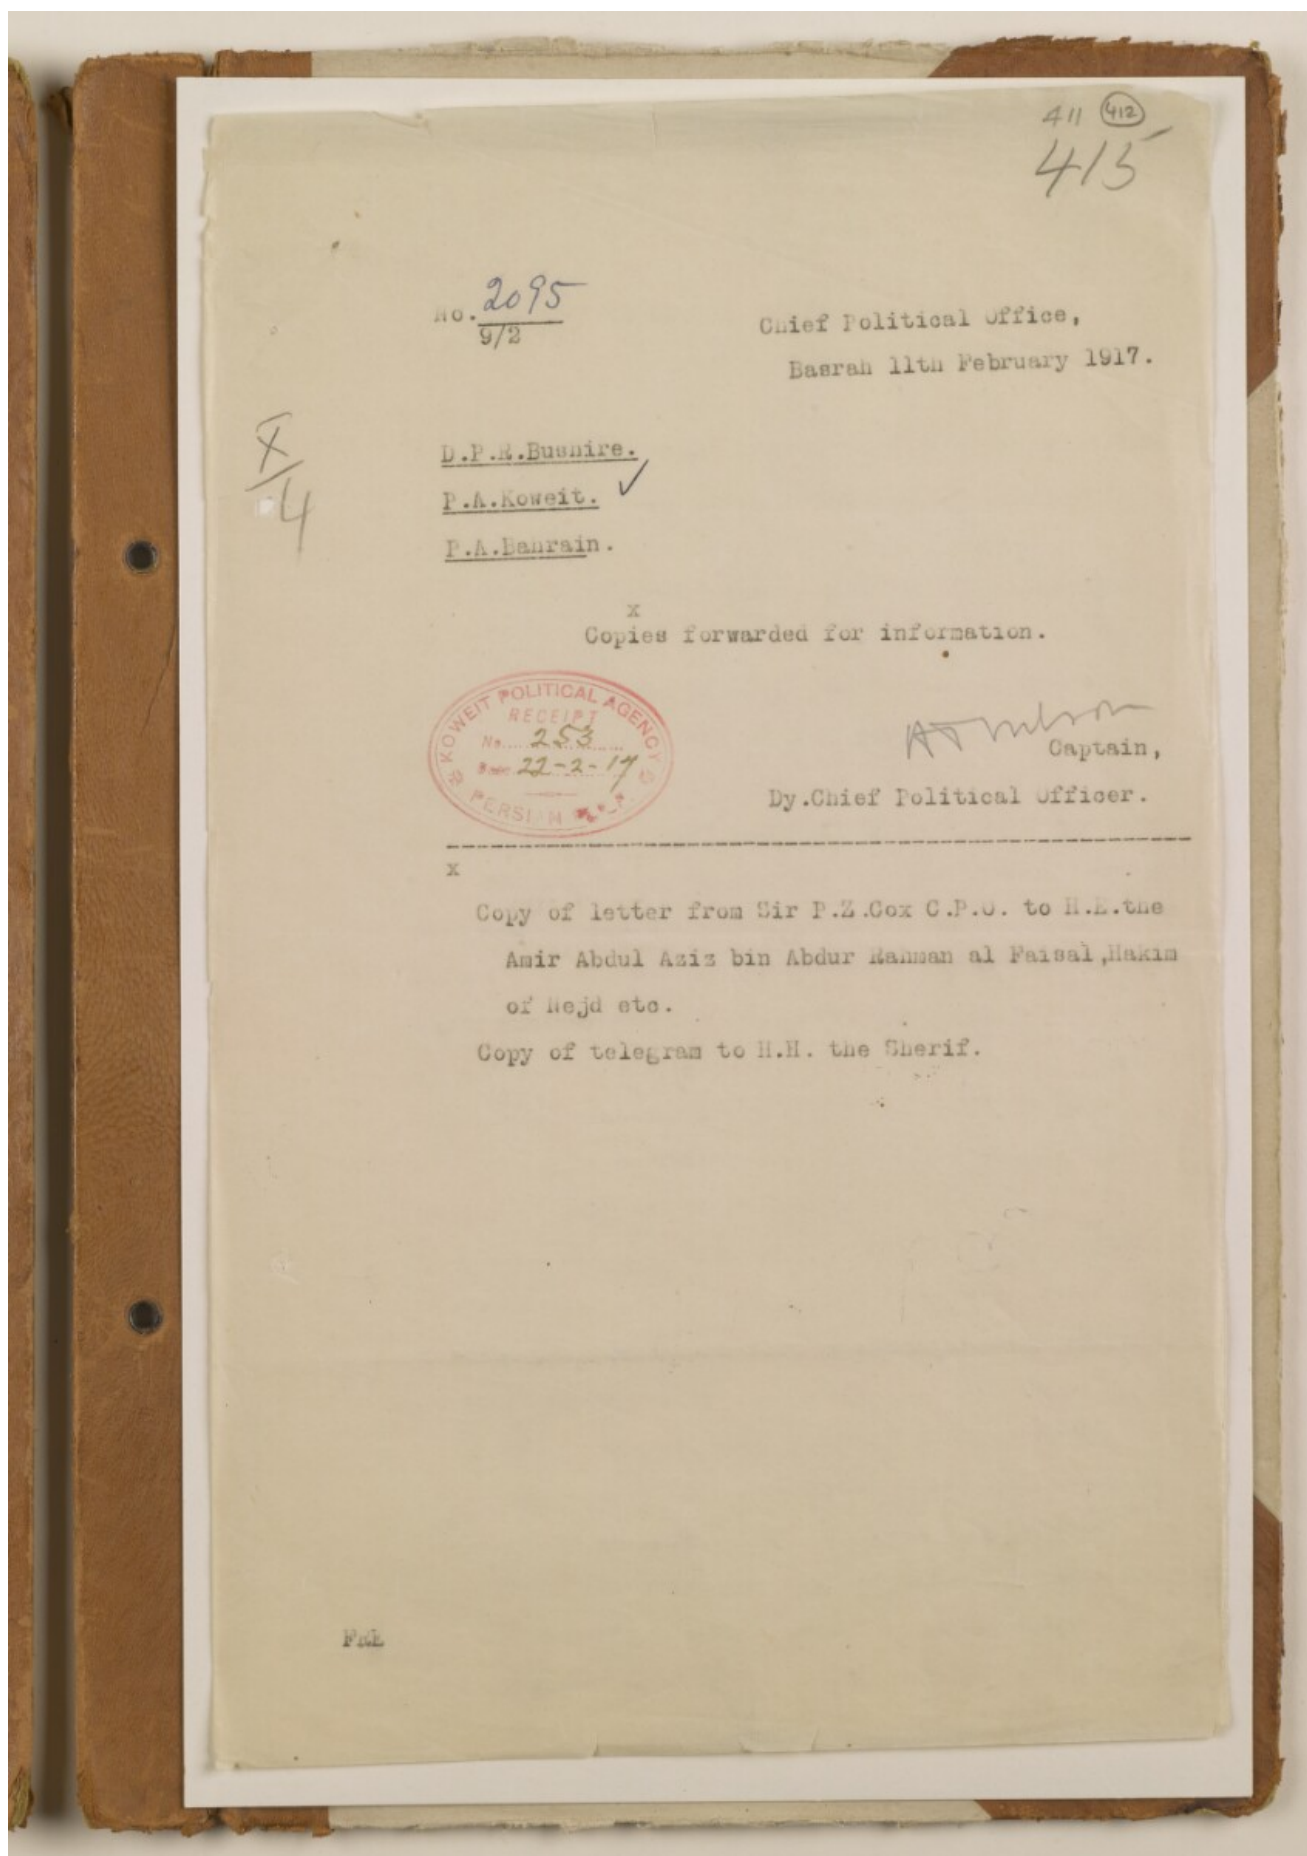 411 412
415
No. 2095
9/2
Chief Political Office,
Basrah 11th February 1917.
X
4
D.P.R.Bushire.
P.A.Koweit. ✓
P.A.Bahrain.
x
Copies forwarded for information.
KOWEIT POLITICAL AGENCY
RECEIPT
No. 253
Date 22-2-17
PERSIAN GULF
Captain,
Dy.Chief Political Officer.
x
Copy of letter from Sir P.Z.Cox C.P.O. to H.E.the
Amir Abdul Aziz bin Abdur Rahman al Faisal,Hakim
of Nejd etc.
Copy of telegram to H.H. the Sherif.
FRE